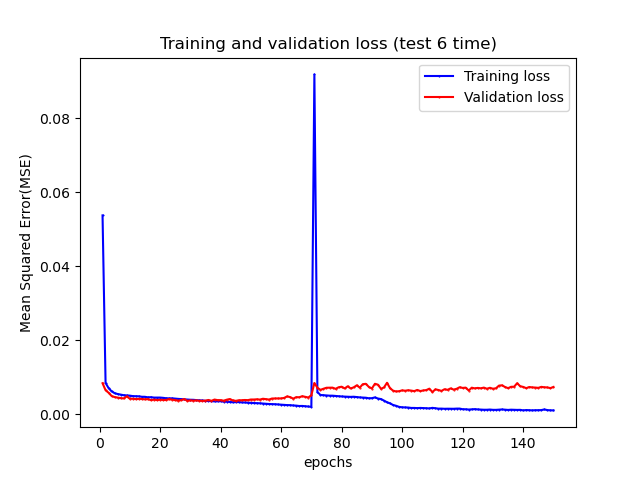 Training and validation loss (test 6 time)
Training loss
Validation loss
Mean Squared Error(MSE)
0.08
0.06
0.04
0.02
0.00
0 20 40 60 80 100 120 140
epochs